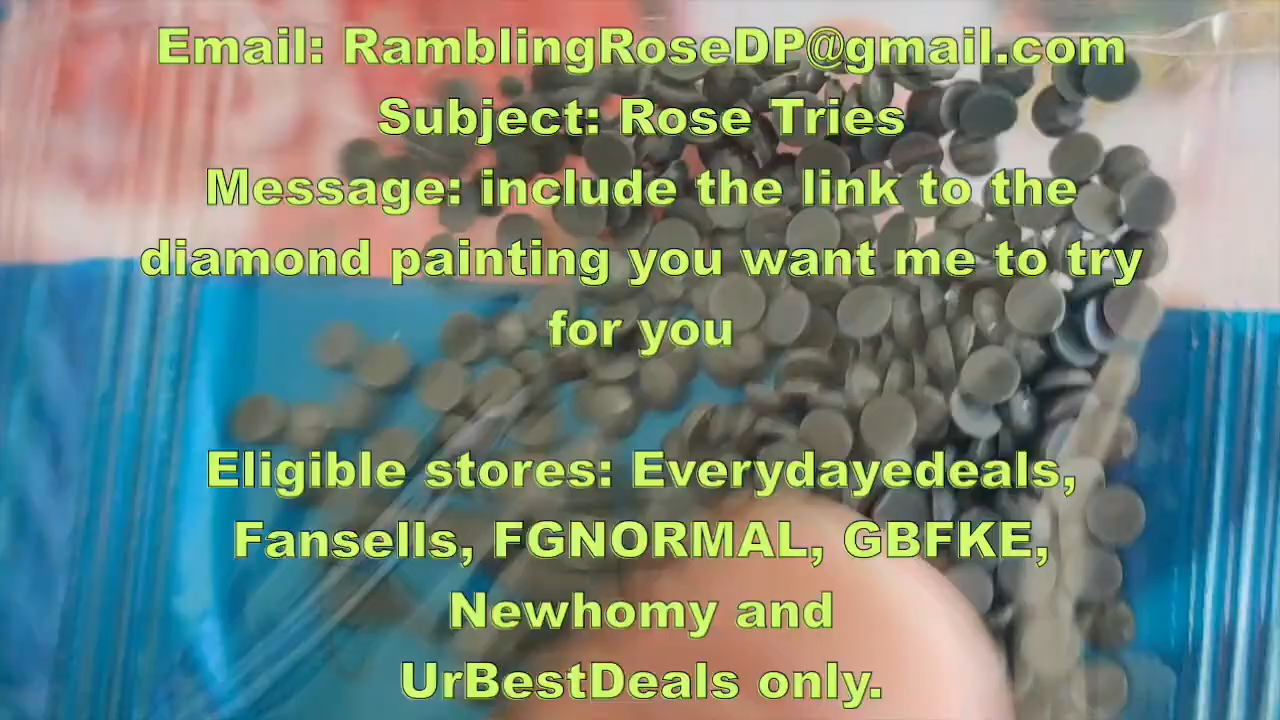 Email: RamblingRoseDP@gmail.com
Subject: Rose Tries
Message: include the link to the
diamond painting you want me to try
for you
Eligible stores: Everydayedeals,
Fansells, FGNORMAL, GBFKE,
Newhomy and
UrBestDeals only.